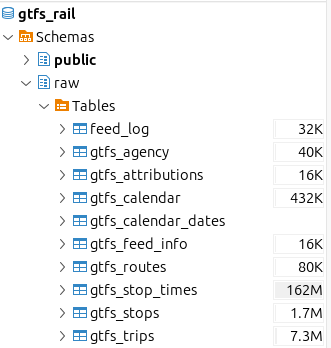 gtfs_rail
Schemas
public
raw
Tables
feed_log 32K
gtfs_agency 40K
gtfs_attributions 16K
gtfs_calendar 432K
gtfs_calendar_dates
gtfs_feed_info 16K
gtfs_routes 80K
gtfs_stop_times 162M
gtfs_stops 1.7M
gtfs_trips 7.3M